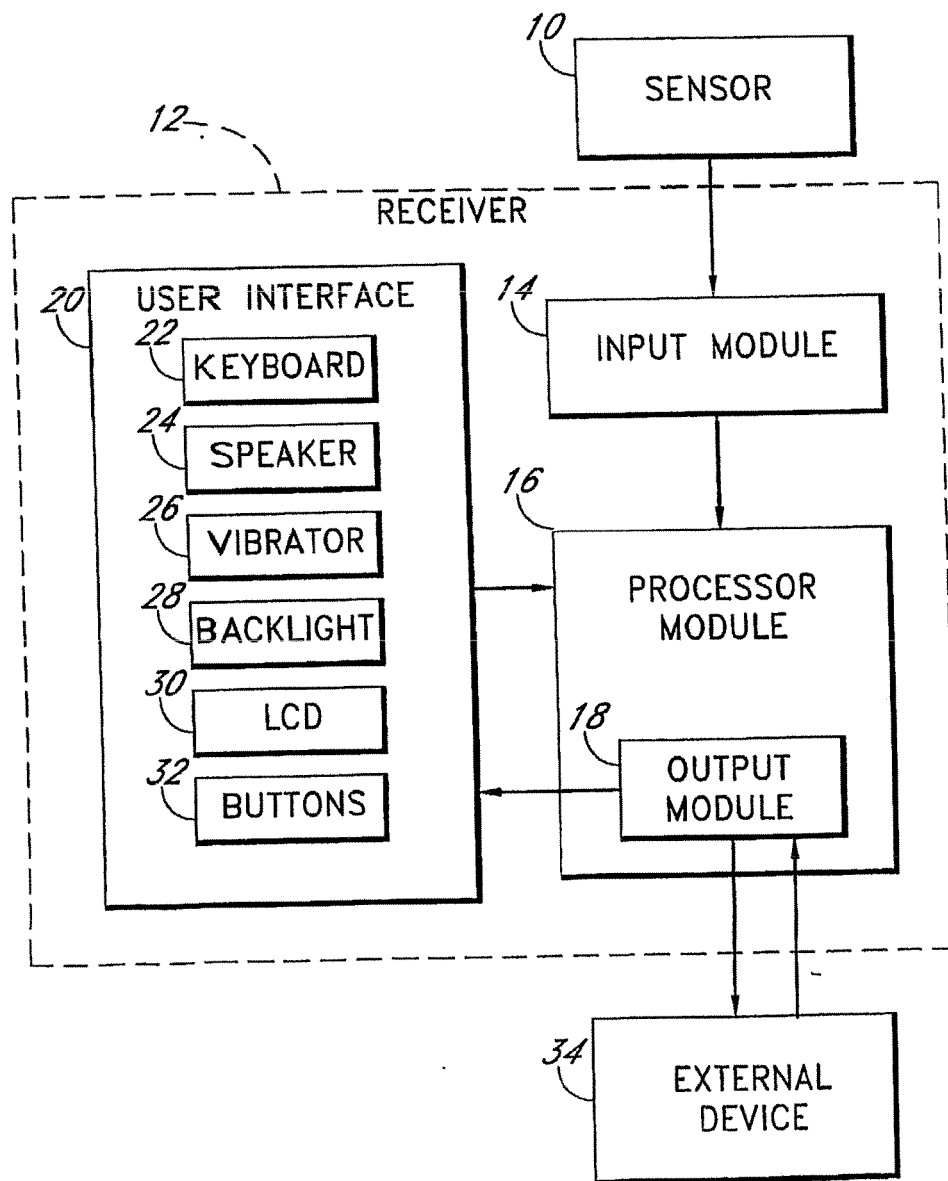 10
SENSOR
12
RECEIVER
20
USER INTERFACE
22
KEYBOARD
24
SPEAKER
26
VIBRATOR
28
BACKLIGHT
30
LCD
32
BUTTONS
14
INPUT MODULE
16
PROCESSOR
MODULE
18
OUTPUT
MODULE
34
EXTERNAL
DEVICE